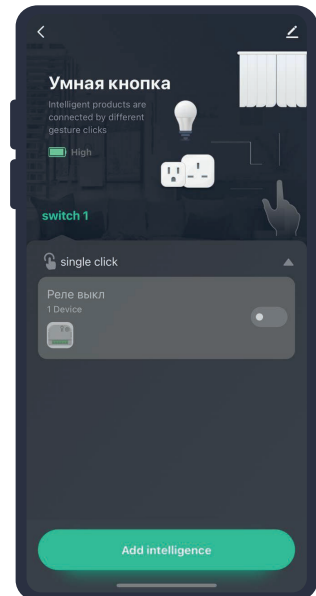 Умная кнопка
Intelligent products are
connected by different
gesture clicks
High
switch 1
single click
Реле выкл
1 Device
Add intelligence